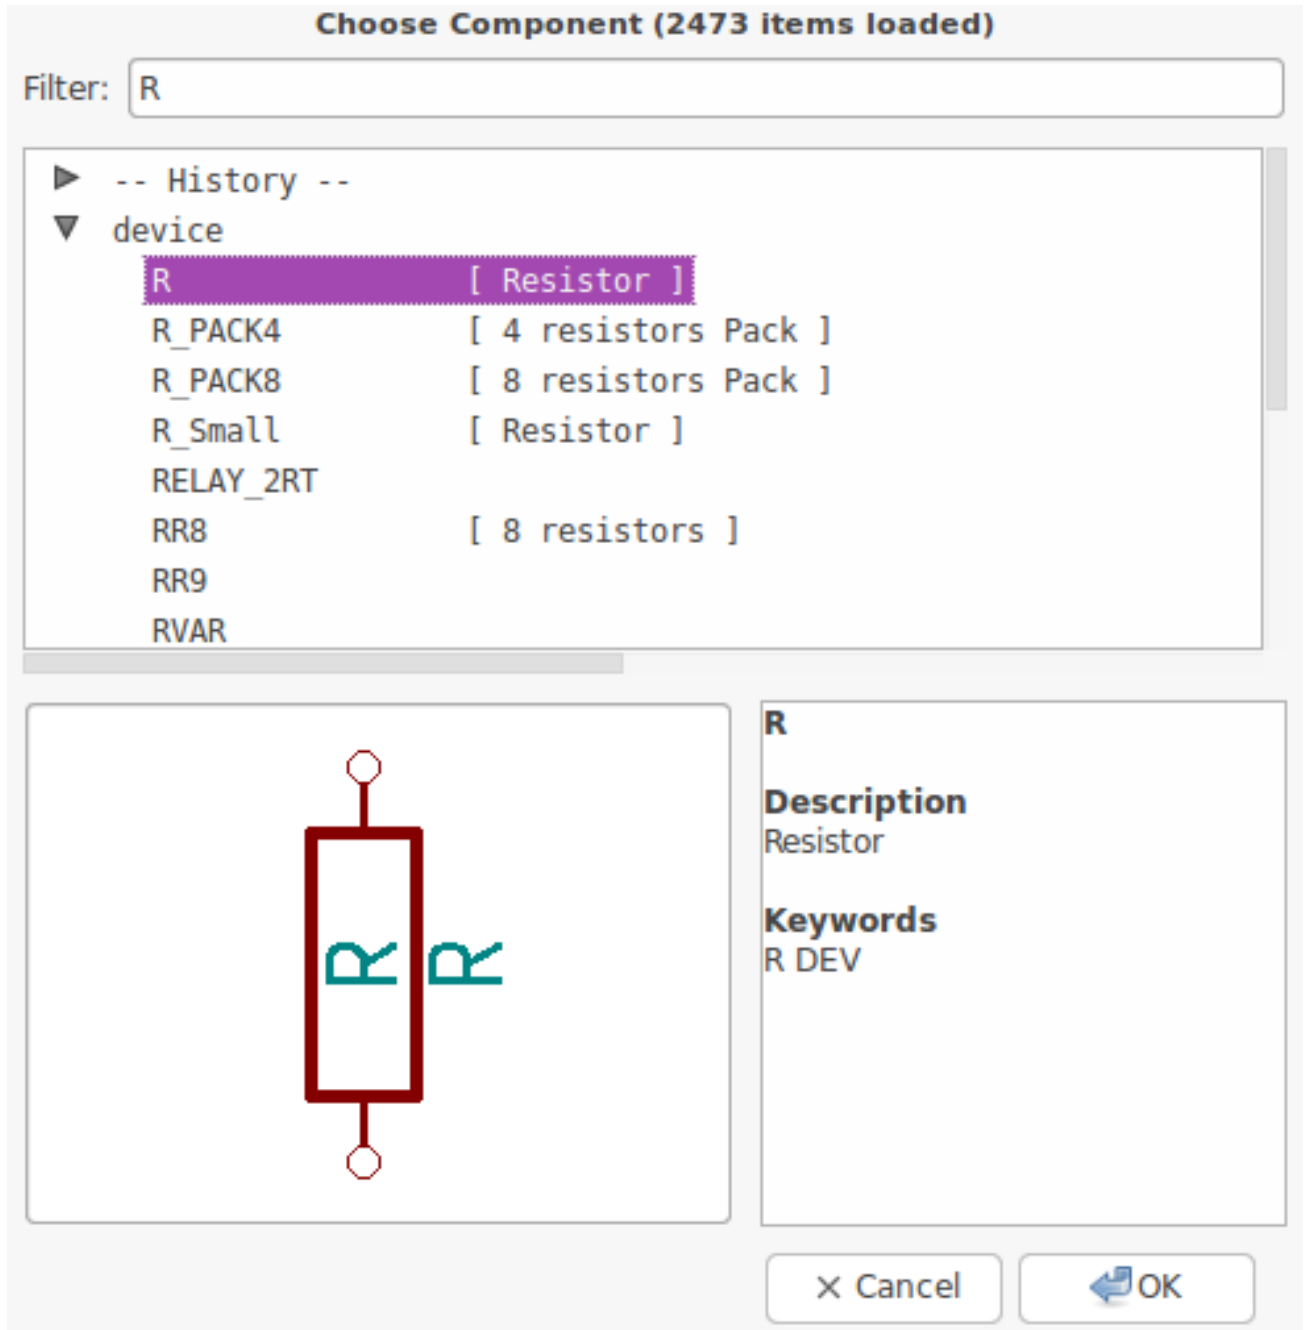 Choose Component (2473 items loaded)
Filter: R
-- History --
device
R [ Resistor ]
R_PACK4 [ 4 resistors Pack ]
R_PACK8 [ 8 resistors Pack ]
R_Small [ Resistor ]
RELAY_2RT
RR8 [ 8 resistors ]
RR9
RVAR
R R
R
Description
Resistor
Keywords
R DEV
Cancel OK